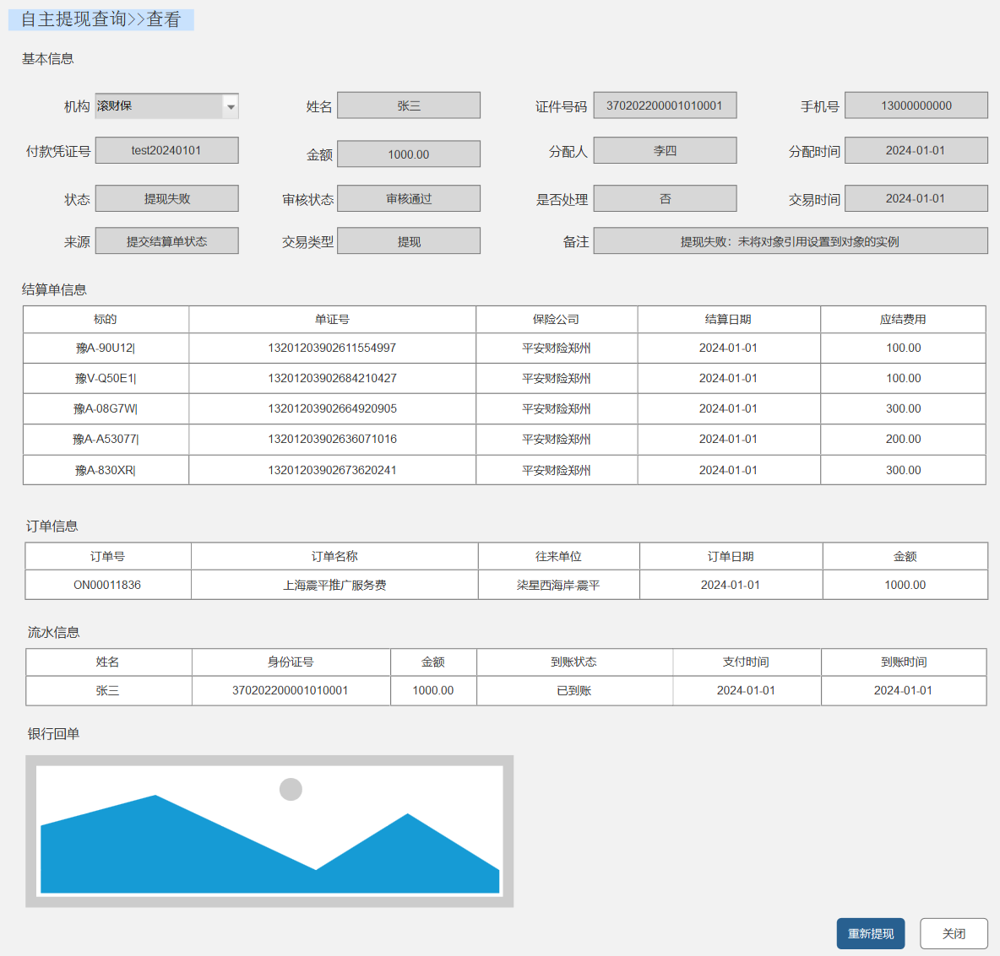 自主提现查询>>查看
基本信息
机构 滚财保 姓名 张三 证件号码 370202200001010001 手机号 13000000000
付款凭证号 test20240101 金额 1000.00 分配人 李四 分配时间 2024-01-01
状态 提现失败 审核状态 审核通过 是否处理 否 交易时间 2024-01-01
来源 提交结算单状态 交易类型 提现 备注 提现失败：未将对象引用设置到对象的实例
结算单信息
标的 单证号 保险公司 结算日期 应结费用
豫A-90U12| 13201203902611554997 平安财险郑州 2024-01-01 100.00
豫V-Q50E1| 13201203902684210427 平安财险郑州 2024-01-01 100.00
豫A-08G7W| 13201203902664920905 平安财险郑州 2024-01-01 300.00
豫A-A53077| 13201203902636071016 平安财险郑州 2024-01-01 200.00
豫A-830XR| 13201203902673620241 平安财险郑州 2024-01-01 300.00
订单信息
订单号 订单名称 往来单位 订单日期 金额
ON00011836 上海震平推广服务费 柒星西海岸-震平 2024-01-01 1000.00
流水信息
姓名 身份证号 金额 到账状态 支付时间 到账时间
张三 370202200001010001 1000.00 已到账 2024-01-01 2024-01-01
银行回单
重新提现 关闭